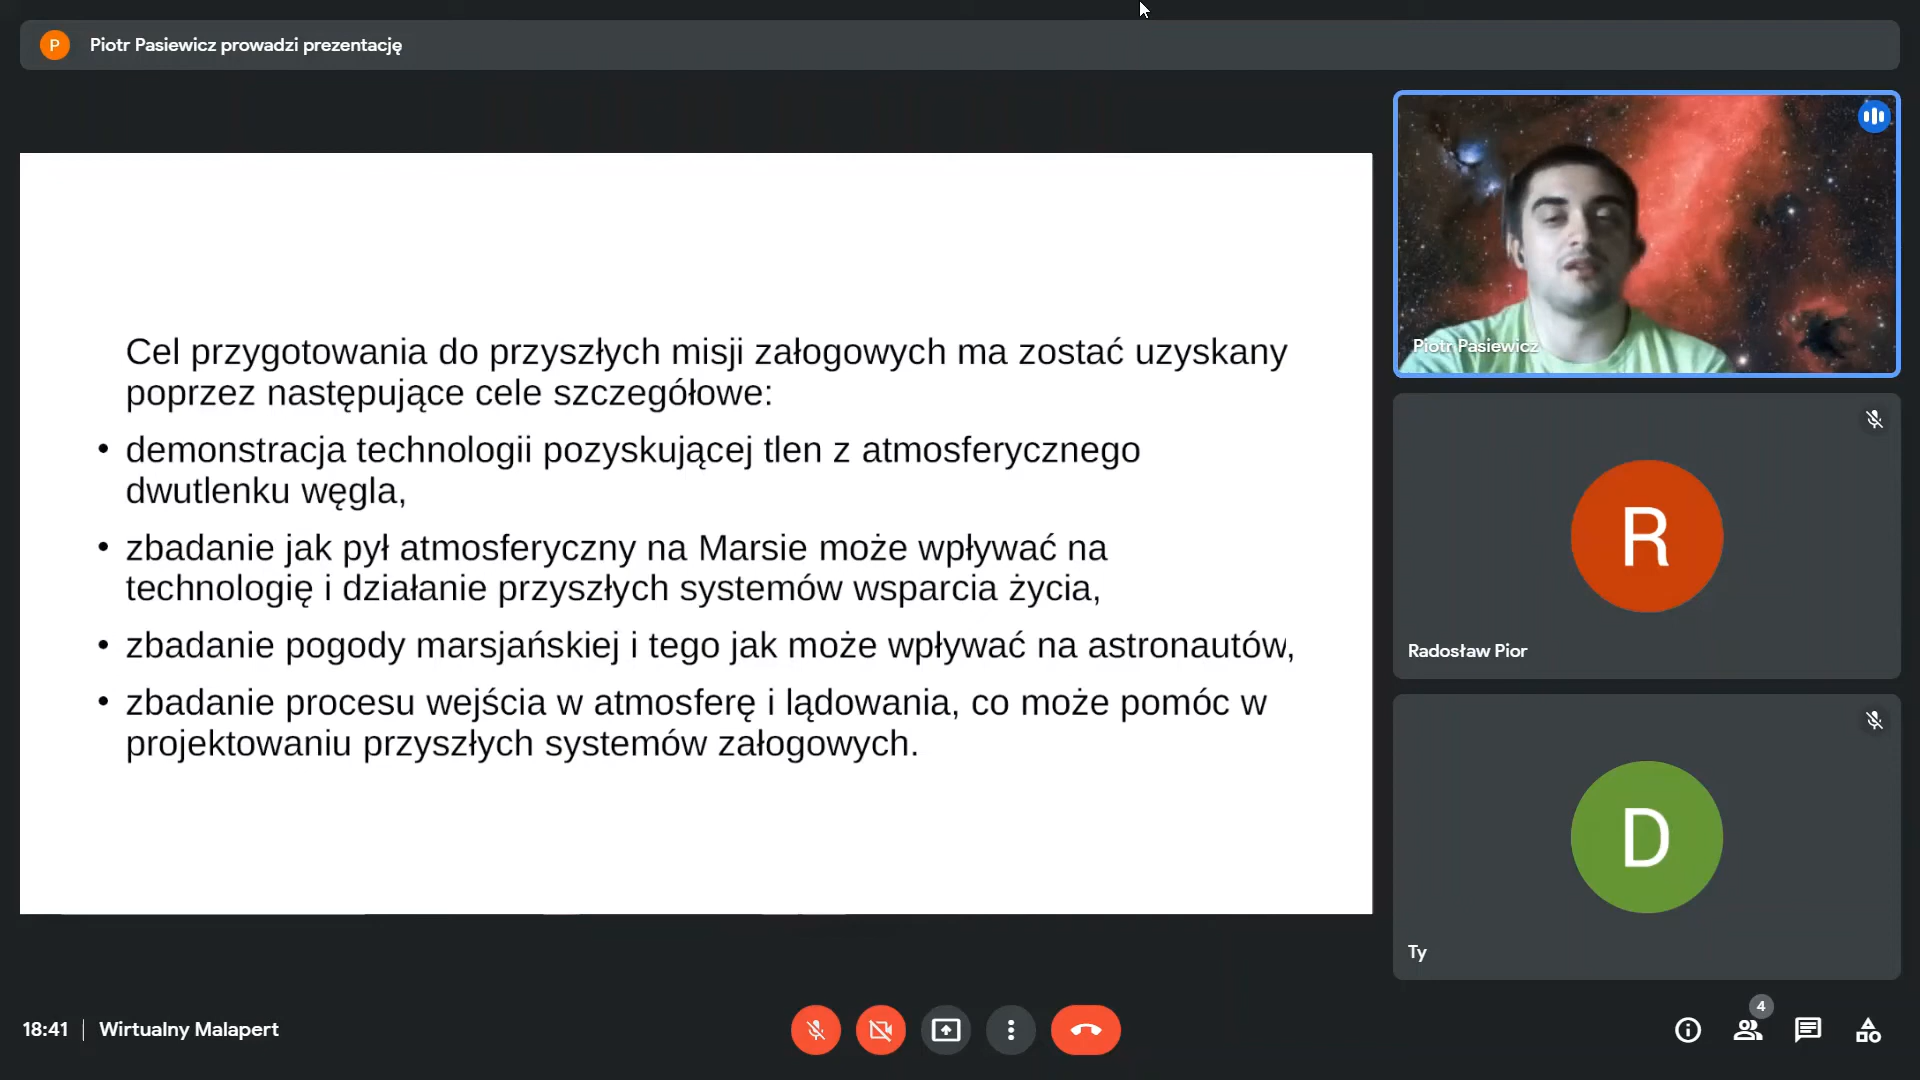 P
Piotr Pasiewicz prowadzi prezentację
Cel przygotowania do przyszłych misji załogowych ma zostać uzyskany
poprzez następujące cele szczegółowe:
• demonstracja technologii pozyskującej tlen z atmosferycznego
dwutlenku węgla,
• zbadanie jak pył atmosferyczny na Marsie może wpływać na
technologię i działanie przyszłych systemów wsparcia życia,
• zbadanie pogody marsjańskiej i tego jak może wpływać na astronautów,
• zbadanie procesu wejścia w atmosferę i lądowania, co może pomóc w
projektowaniu przyszłych systemów załogowych.
Piotr Pasiewicz
R
Radosław Pior
D
Ty
18:41 | Wirtualny Malapert
4